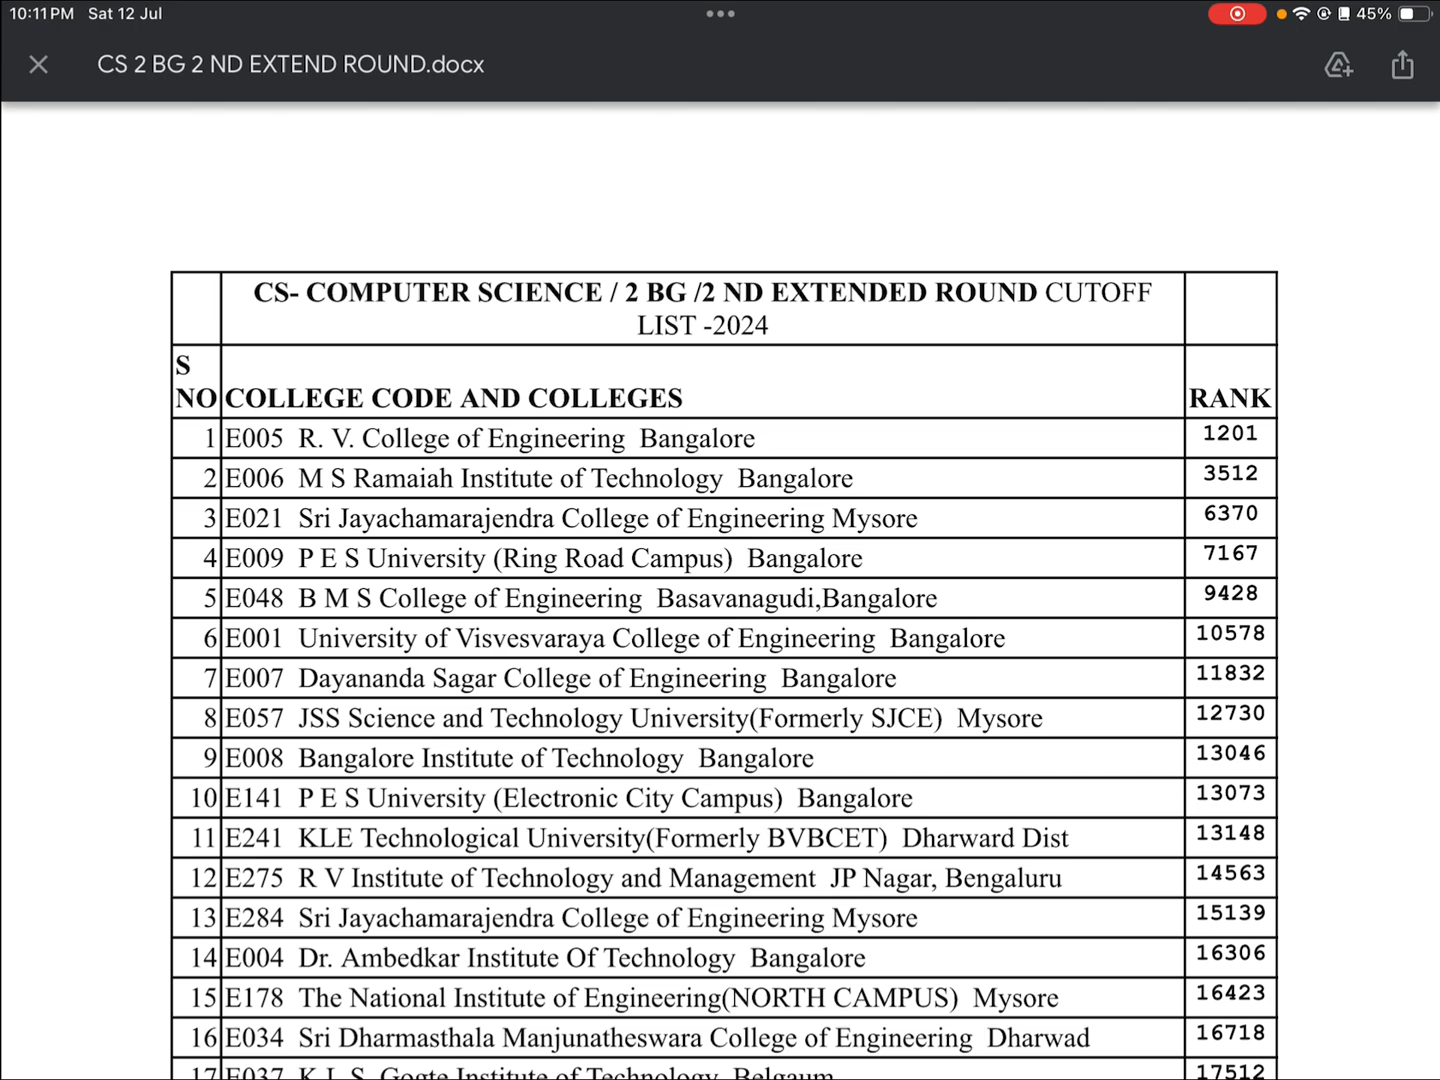 10:11 PM Sat 12 Jul
45%
CS 2 BG 2 ND EXTEND ROUND.docx
CS- COMPUTER SCIENCE / 2 BG /2 ND EXTENDED ROUND CUTOFF
LIST -2024
S
NO COLLEGE CODE AND COLLEGES RANK
1 E005 R. V. College of Engineering Bangalore 1201
2 E006 M S Ramaiah Institute of Technology Bangalore 3512
3 E021 Sri Jayachamarajendra College of Engineering Mysore 6370
4 E009 P E S University (Ring Road Campus) Bangalore 7167
5 E048 B M S College of Engineering Basavanagudi,Bangalore 9428
6 E001 University of Visvesvaraya College of Engineering Bangalore 10578
7 E007 Dayananda Sagar College of Engineering Bangalore 11832
8 E057 JSS Science and Technology University(Formerly SJCE) Mysore 12730
9 E008 Bangalore Institute of Technology Bangalore 13046
10 E141 P E S University (Electronic City Campus) Bangalore 13073
11 E241 KLE Technological University(Formerly BVBCET) Dharward Dist 13148
12 E275 R V Institute of Technology and Management JP Nagar, Bengaluru 14563
13 E284 Sri Jayachamarajendra College of Engineering Mysore 15139
14 E004 Dr. Ambedkar Institute Of Technology Bangalore 16306
15 E178 The National Institute of Engineering(NORTH CAMPUS) Mysore 16423
16 E034 Sri Dharmasthala Manjunatheswara College of Engineering Dharwad 16718
17 E037 K.L.S. Gogte Institute of Technology Belgaum 17512